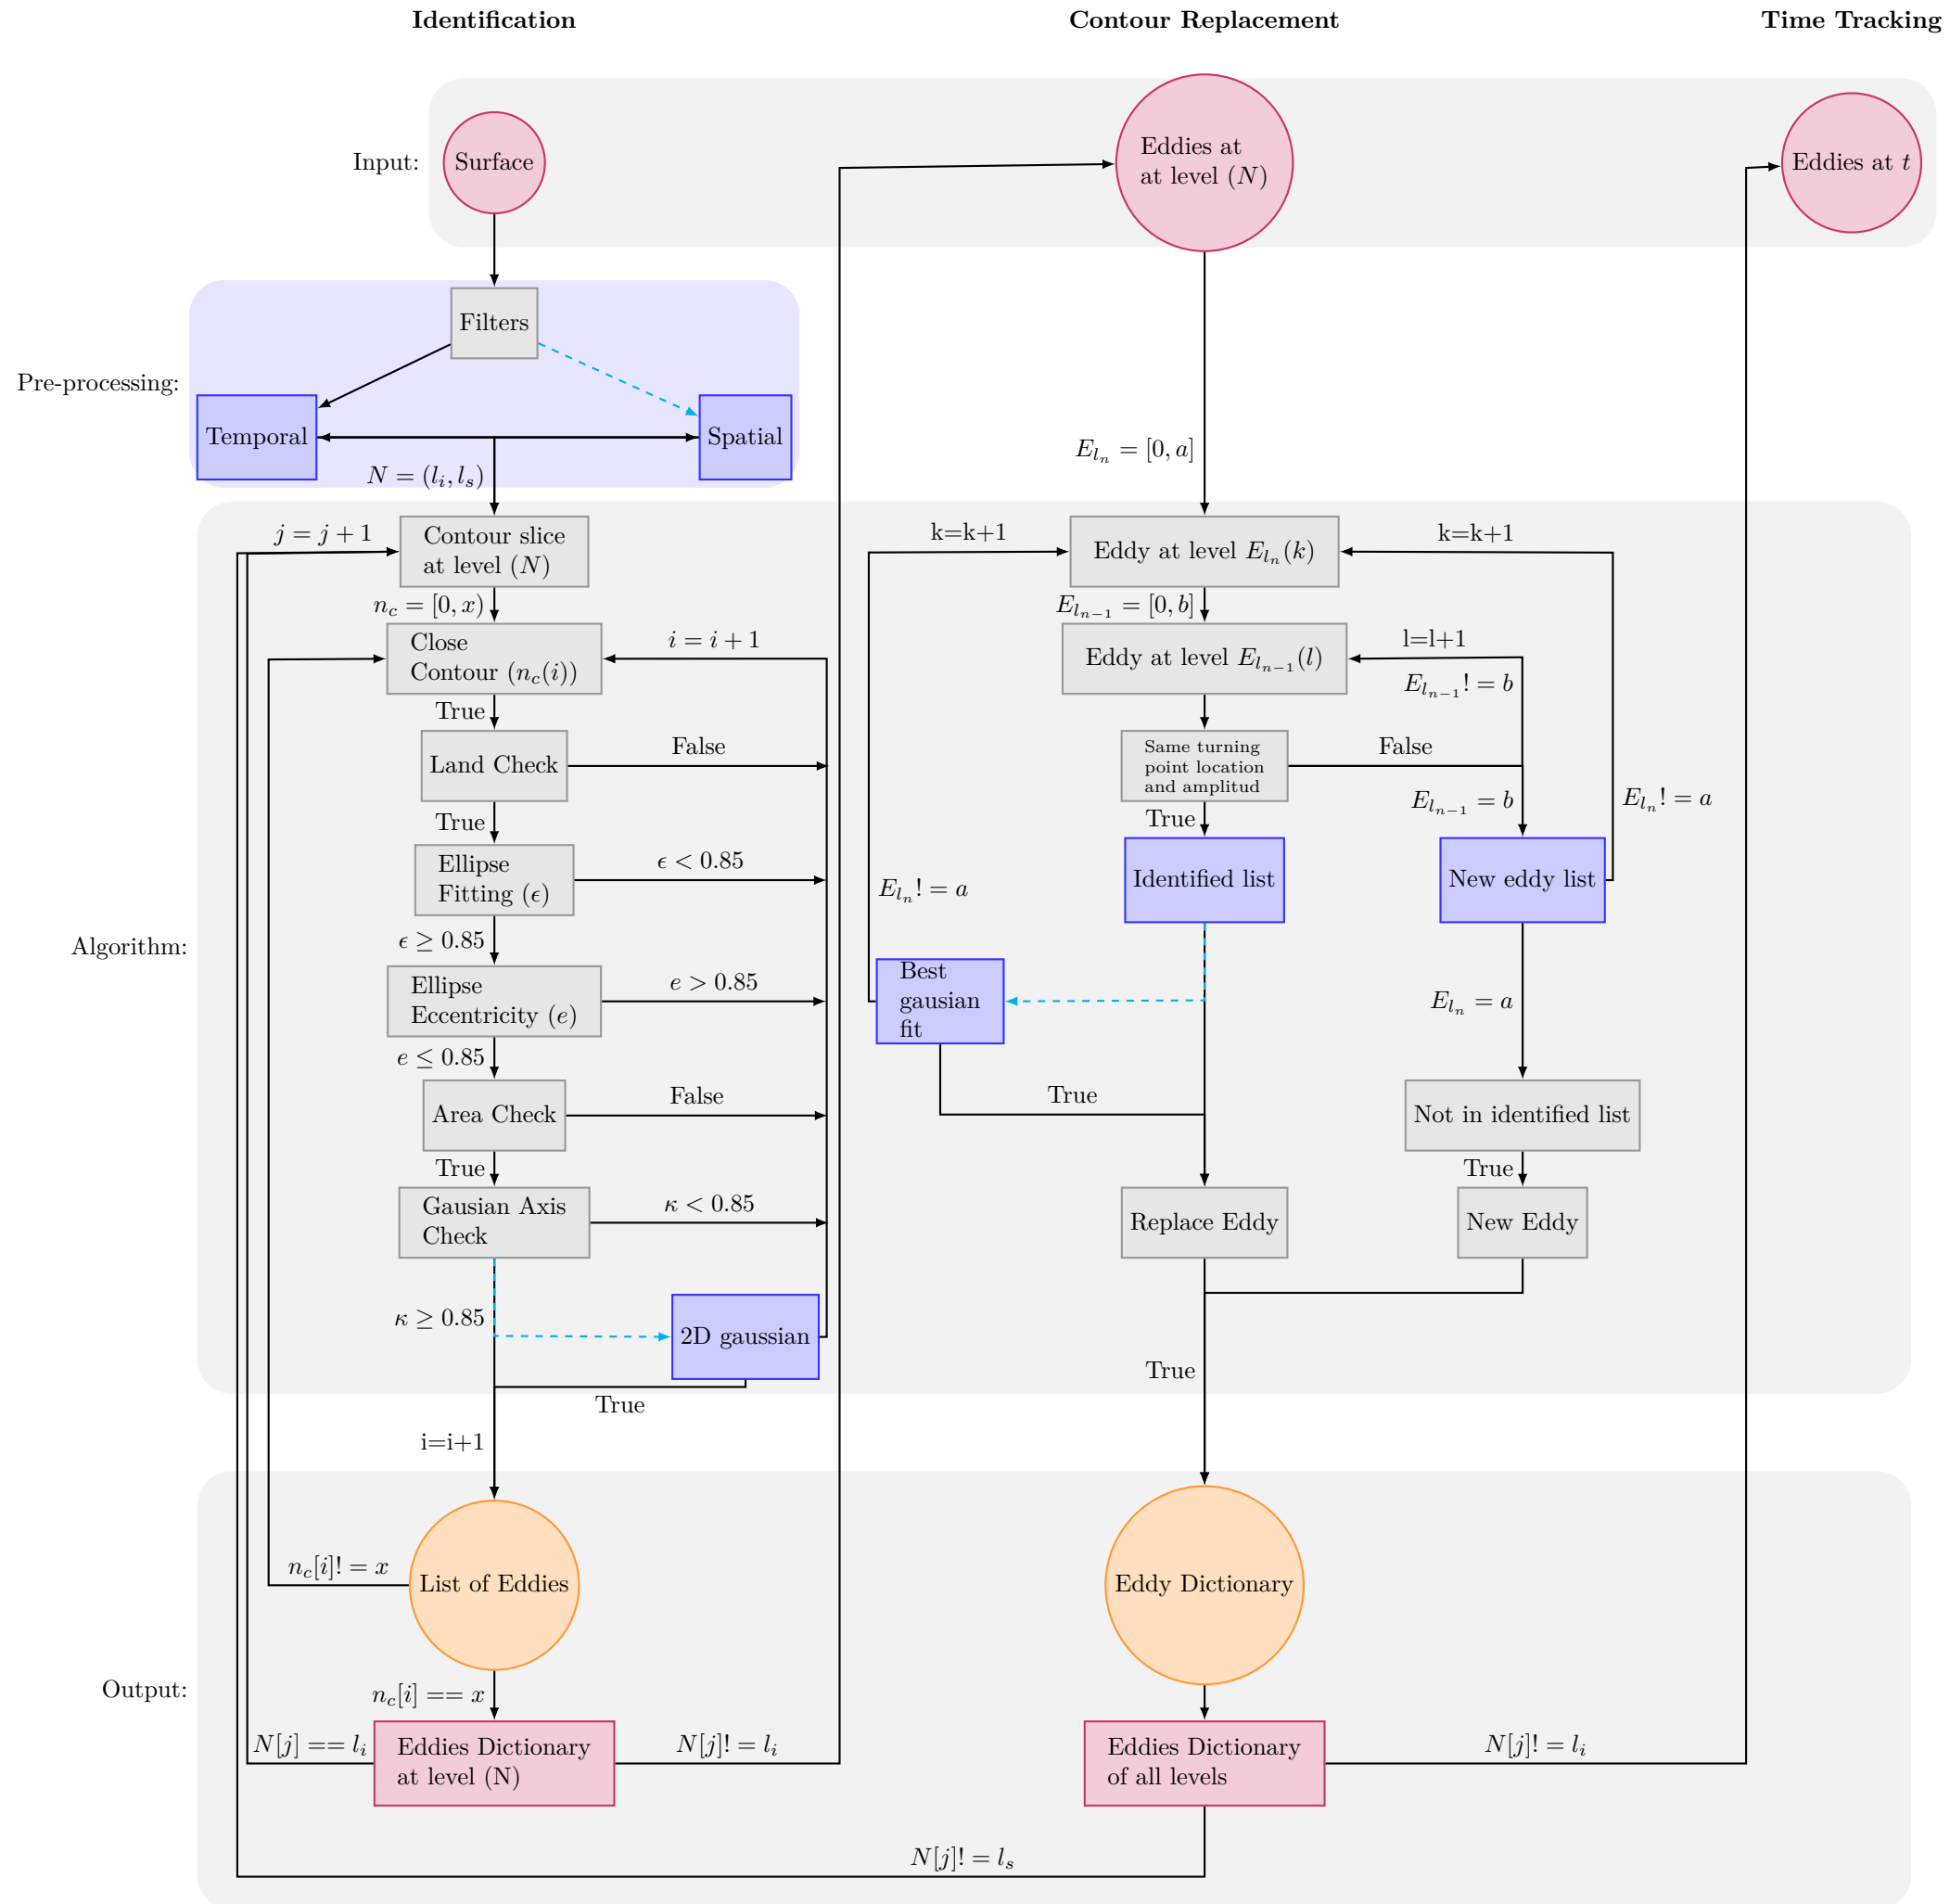 Identification
Contour Replacement
Time Tracking
Input:
Surface
Eddies at
at level (N)
Eddies at t
Pre-processing:
Filters
Temporal
Spatial
N = (l_i, l_s)
E_{l_n} = [0, a]
Algorithm:
j = j + 1
Contour slice
at level (N)
n_c = [0, x)
Close
Contour (n_c(i))
i = i + 1
True
Land Check
False
True
Ellipse
Fitting (ϵ)
ϵ < 0.85
ϵ ≥ 0.85
Ellipse
Eccentricity (e)
e > 0.85
e ≤ 0.85
Area Check
False
True
Gausian Axis
Check
κ < 0.85
κ ≥ 0.85
2D gaussian
True
i=i+1
k=k+1
Eddy at level E_{l_n}(k)
k=k+1
E_{l_{n-1}} = [0, b]
Eddy at level E_{l_{n-1}}(l)
l=l+1
E_{l_{n-1}}! = b
Same turning
point location
and amplitud
False
E_{l_{n-1}} = b
E_{l_n}! = a
True
Identified list
New eddy list
E_{l_n}! = a
Best
gausian
fit
E_{l_n} = a
True
Not in identified list
True
Replace Eddy
New Eddy
True
Output:
n_c[i]! = x
List of Eddies
Eddy Dictionary
n_c[i] == x
N[j] == l_i
Eddies Dictionary
at level (N)
N[j]! = l_i
Eddies Dictionary
of all levels
N[j]! = l_i
N[j]! = l_s